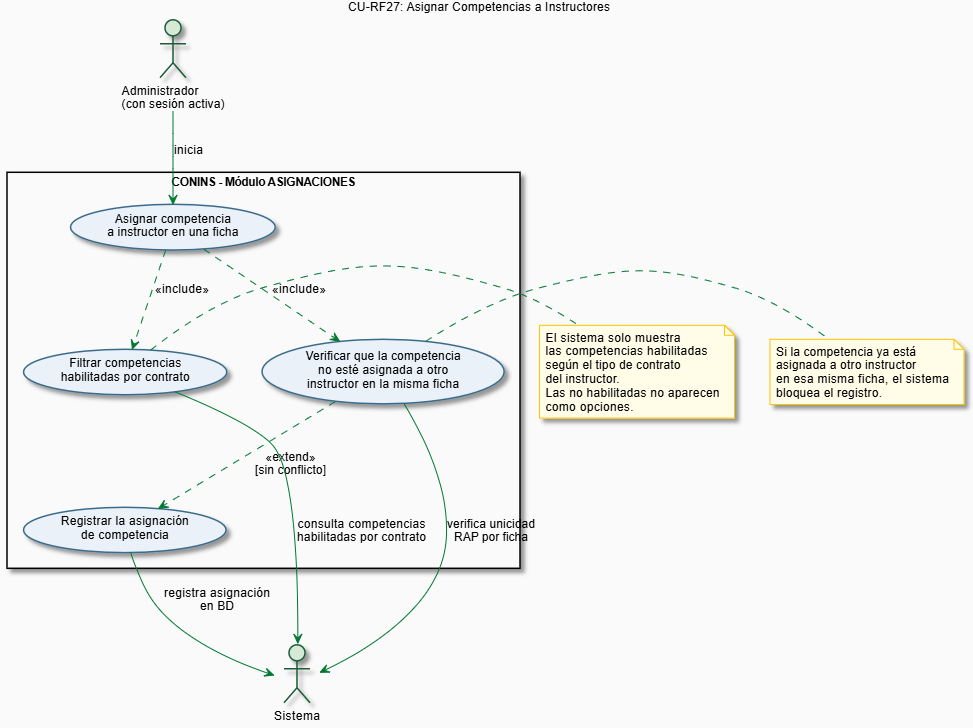 CU-RF27: Asignar Competencias a Instructores
Administrador
(con sesión activa)
inicia
CONINS - Módulo ASIGNACIONES
Asignar competencia
a instructor en una ficha
«include»
«include»
Filtrar competencias
habilitadas por contrato
Verificar que la competencia
no esté asignada a otro
instructor en la misma ficha
El sistema solo muestra
las competencias habilitadas
según el tipo de contrato
del instructor.
Las no habilitadas no aparecen
como opciones.
Si la competencia ya está
asignada a otro instructor
en esa misma ficha, el sistema
bloquea el registro.
«extend»
[sin conflicto]
Registrar la asignación
de competencia
consulta competencias
habilitadas por contrato
verifica unicidad
RAP por ficha
registra asignación
en BD
Sistema